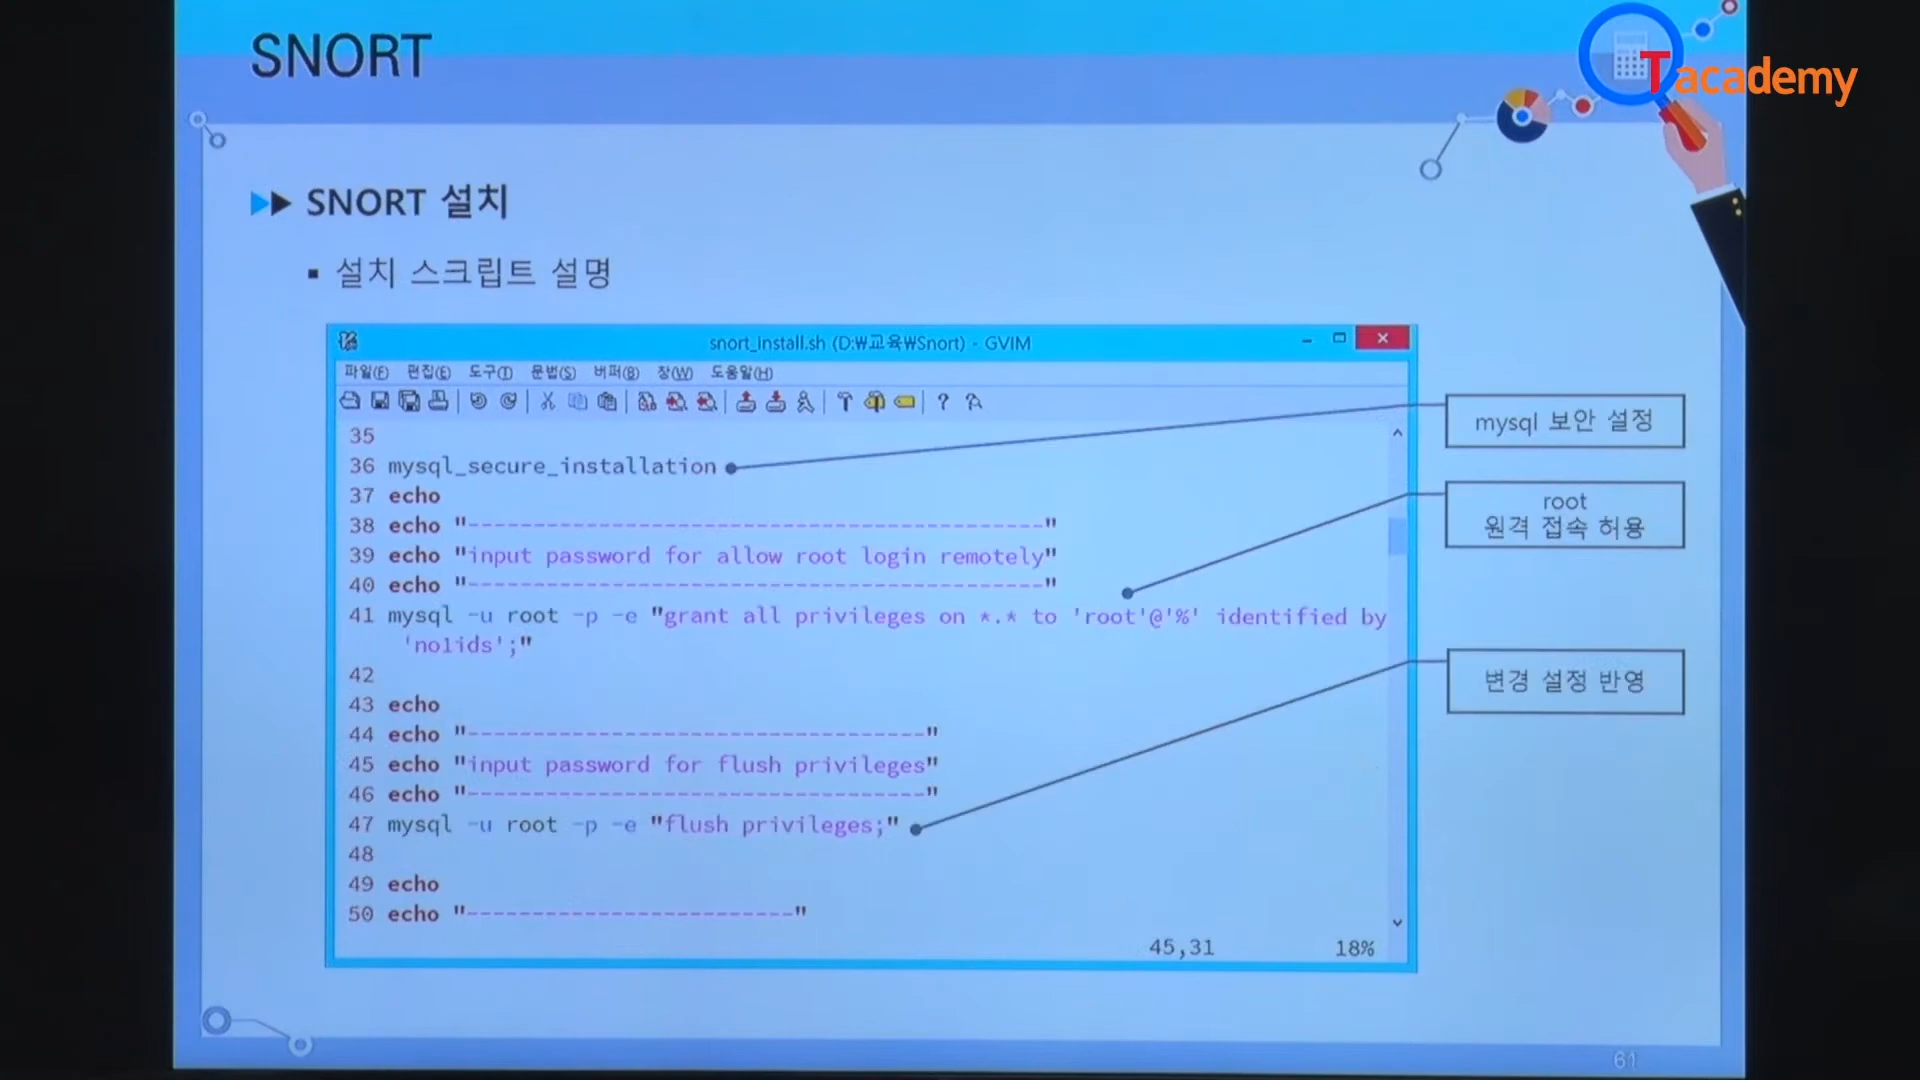 SNORT
Tacademy
SNORT 설치
▪ 설치 스크립트 설명
snort_install.sh (D:₩교육₩Snort) - GVIM
파일(F) 편집(E) 도구(T) 문법(S) 버퍼(B) 창(W) 도움말(H)
35
36 mysql_secure_installation
37 echo
38 echo "--------------------------------------------"
39 echo "input password for allow root login remotely"
40 echo "--------------------------------------------"
41 mysql -u root -p -e "grant all privileges on *.* to 'root'@'%' identified by
'no1ids';"
42
43 echo
44 echo "-----------------------------------"
45 echo "input password for flush privileges"
46 echo "-----------------------------------"
47 mysql -u root -p -e "flush privileges;"
48
49 echo
50 echo "-------------------------"
45,31 18%
mysql 보안 설정
root
원격 접속 허용
변경 설정 반영
61